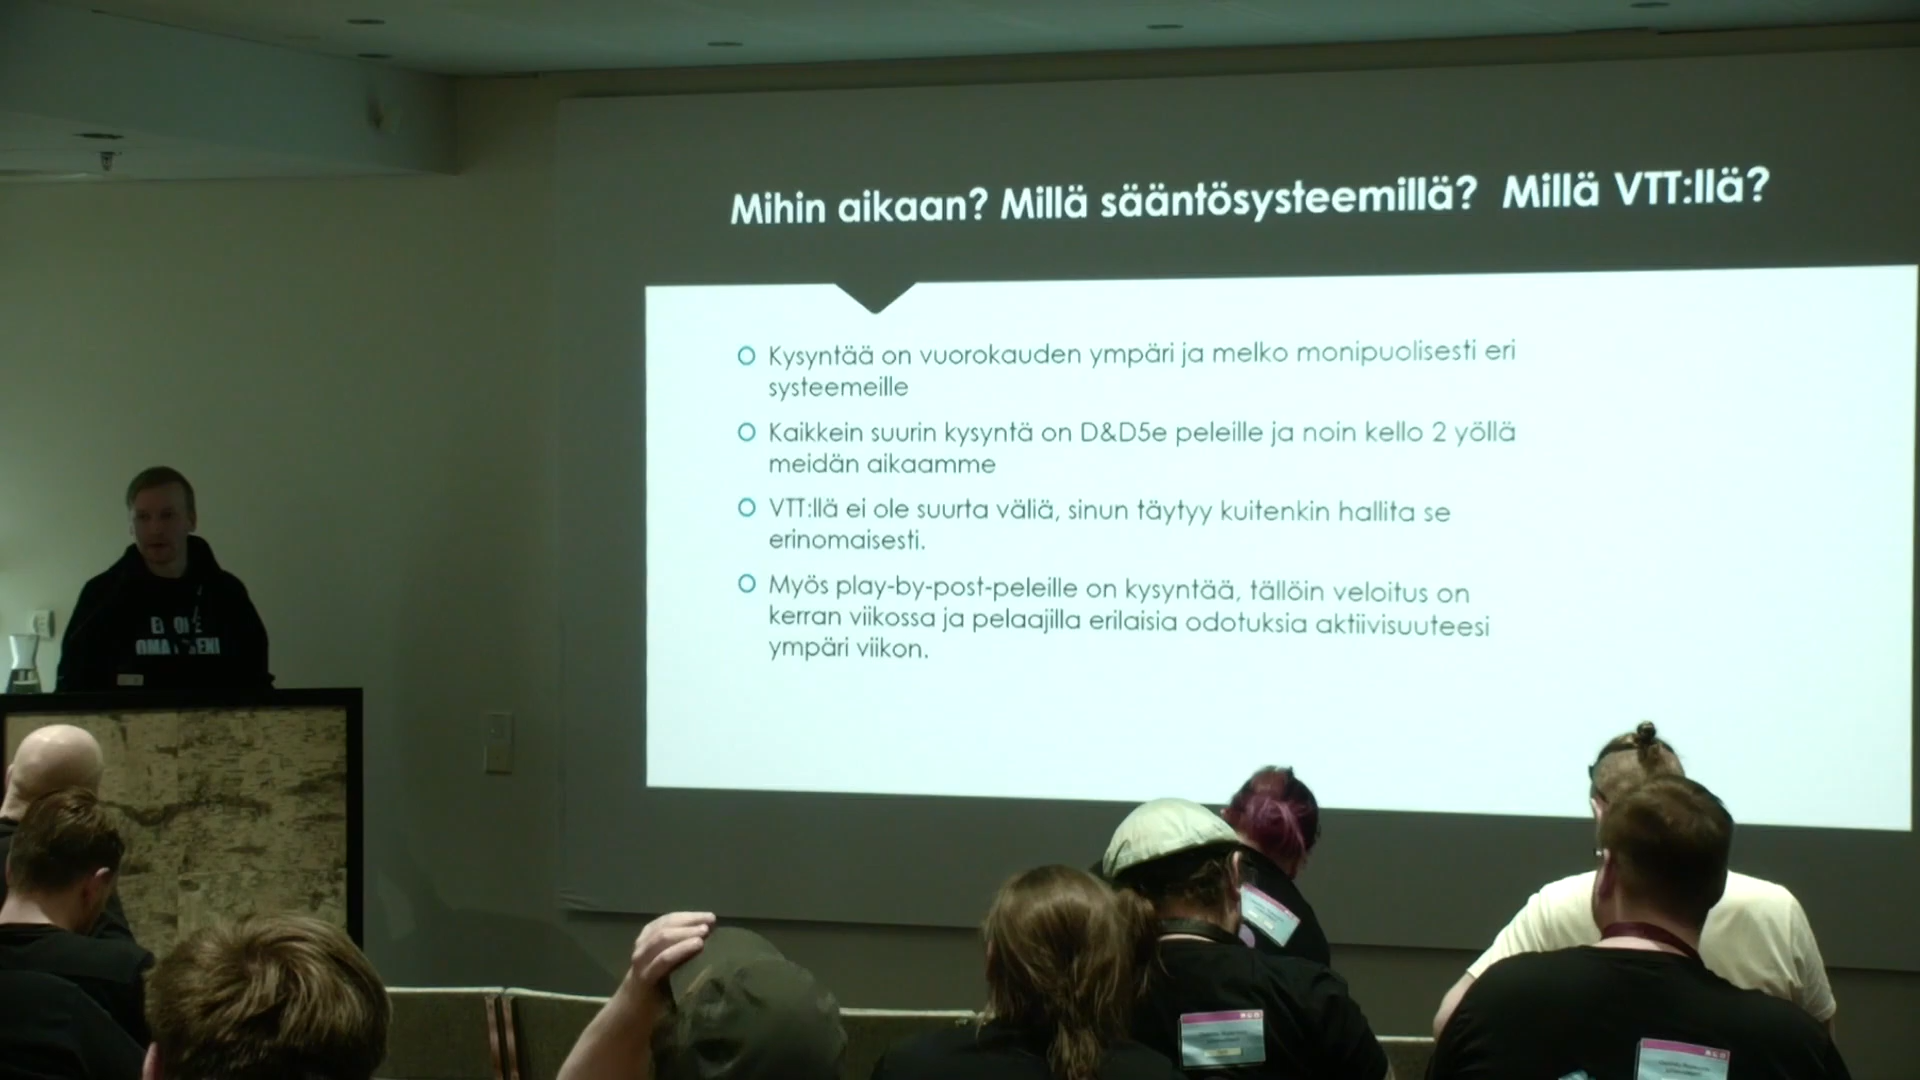 Mihin aikaan? Millä sääntösysteemillä? Millä VTT:llä?
Kysyntää on vuorokauden ympäri ja melko monipuolisesti eri
systeemeille
Kaikkein suurin kysyntä on D&D5e peleille ja noin kello 2 yöllä
meidän aikaamme
VTT:llä ei ole suurta väliä, sinun täytyy kuitenkin hallita se
erinomaisesti.
Myös play-by-post-peleille on kysyntää, tällöin veloitus on
kerran viikossa ja pelaajilla erilaisia odotuksia aktiivisuuteesi
ympäri viikon.